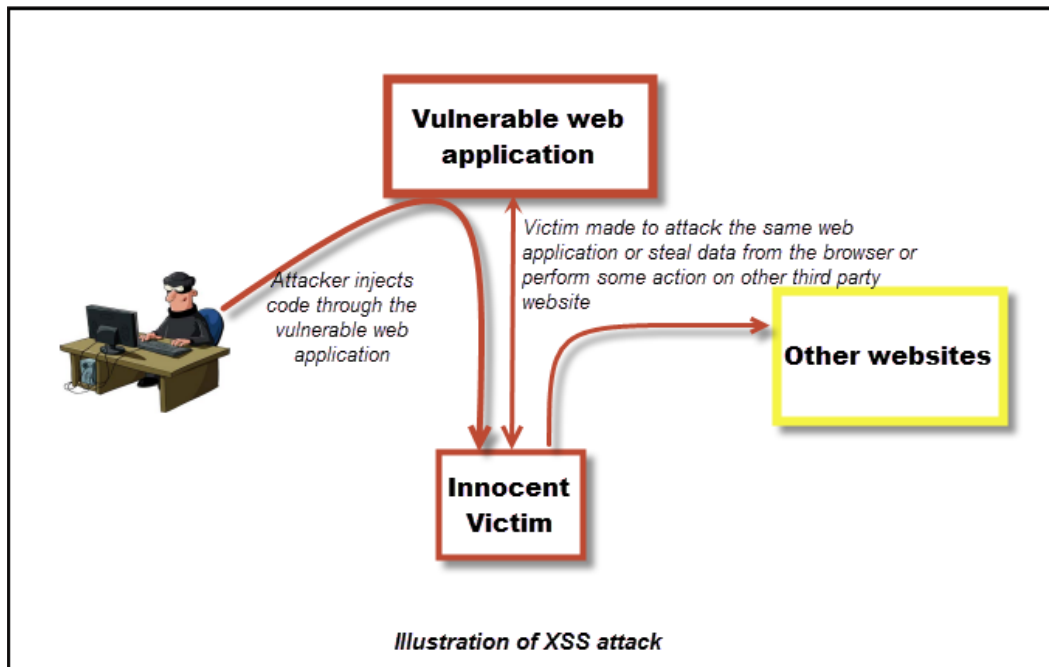 Vulnerable web
application
Victim made to attack the same web
application or steal data from the browser or
perform some action on other third party
website
Attacker injects
code through the
vulnerable web
application
Other websites
Innocent
Victim
Illustration of XSS attack